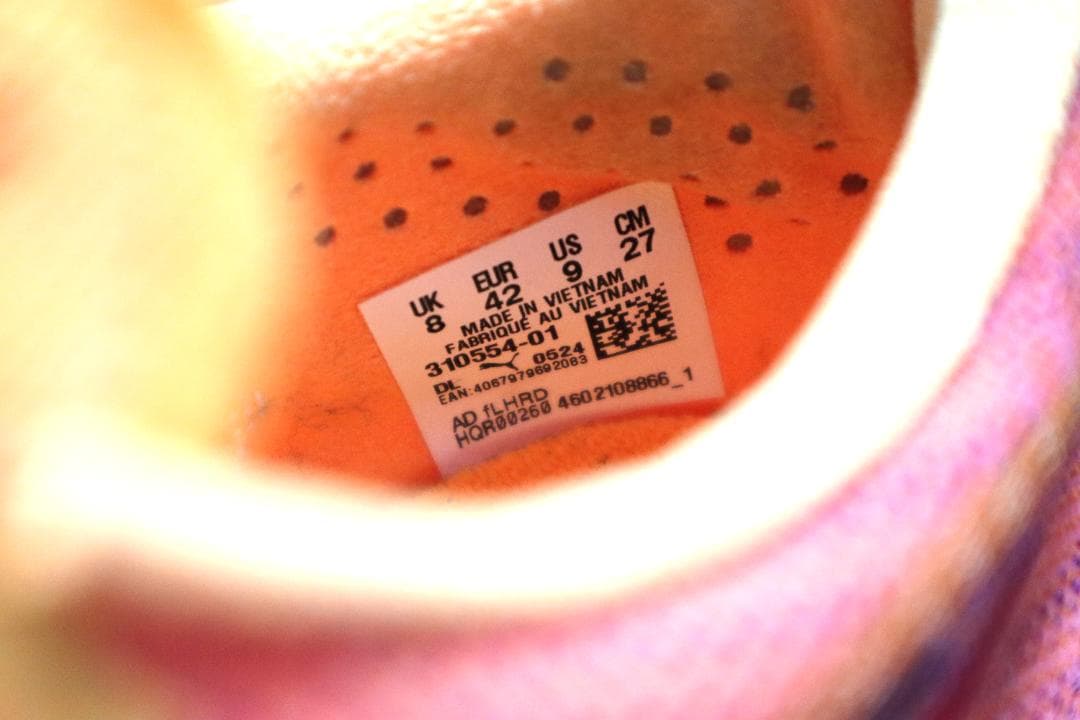 UK EUR US CM
8 42 9 27
MADE IN VIETNAM
FABRIQUE AU VIETNAM
310554-01
DL 0524
EAN:4067979692083
AD fLHRD
HQR00260 4602108866_1